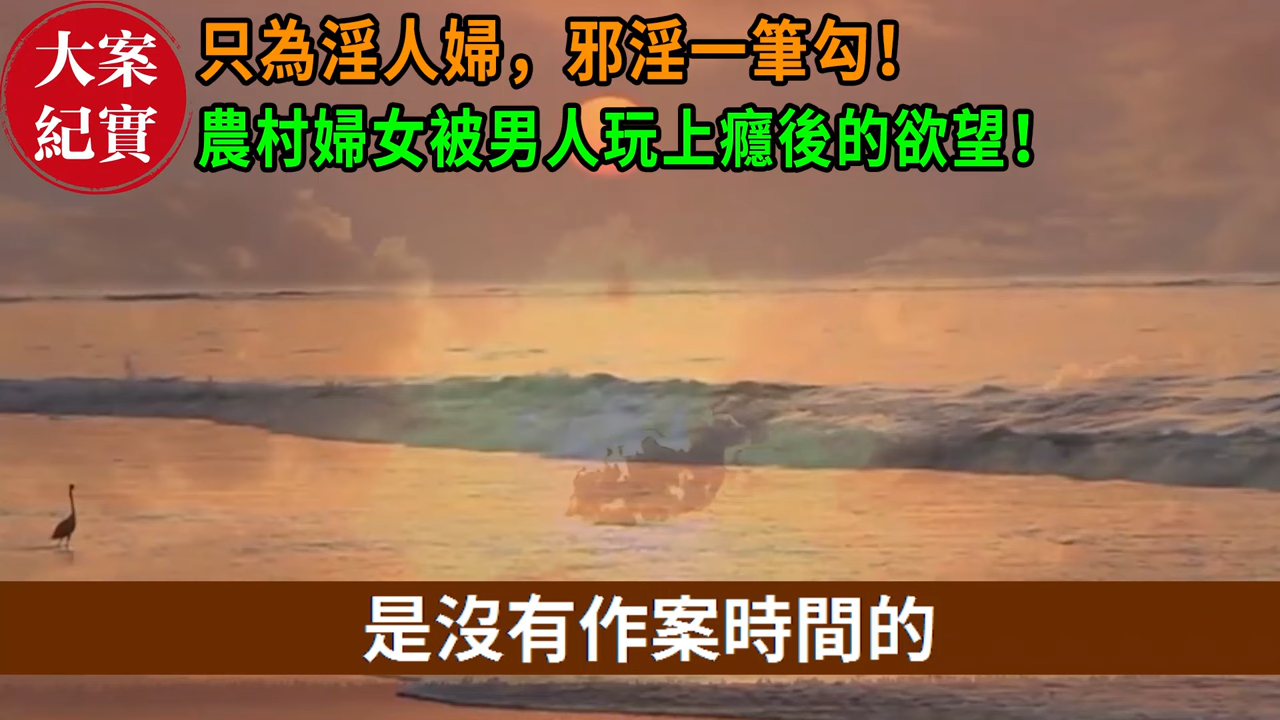 大案
紀實
只為淫人婦，邪淫一筆勾！
農村婦女被男人玩上癮後的欲望！
是沒有作案時間的